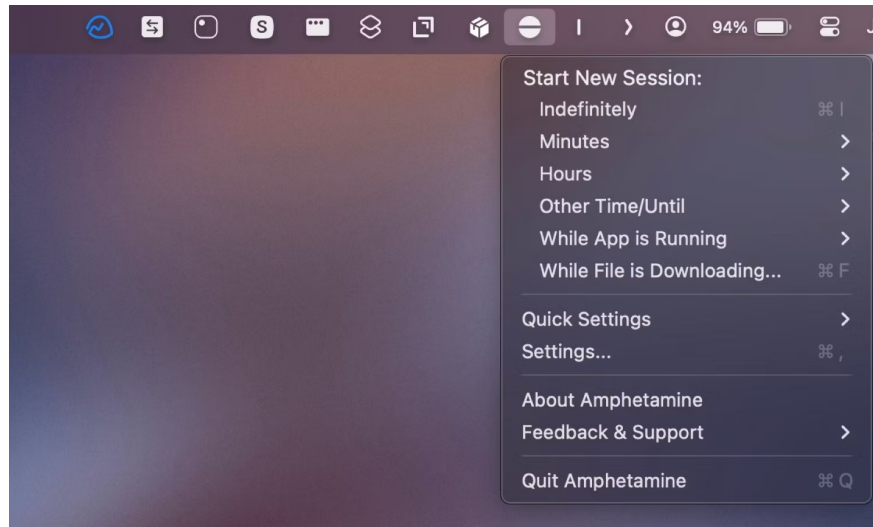 S 94%
Start New Session:
Indefinitely ⌘ I
Minutes
Hours
Other Time/Until
While App is Running
While File is Downloading... ⌘ F
Quick Settings
Settings... ⌘ ,
About Amphetamine
Feedback & Support
Quit Amphetamine ⌘ Q